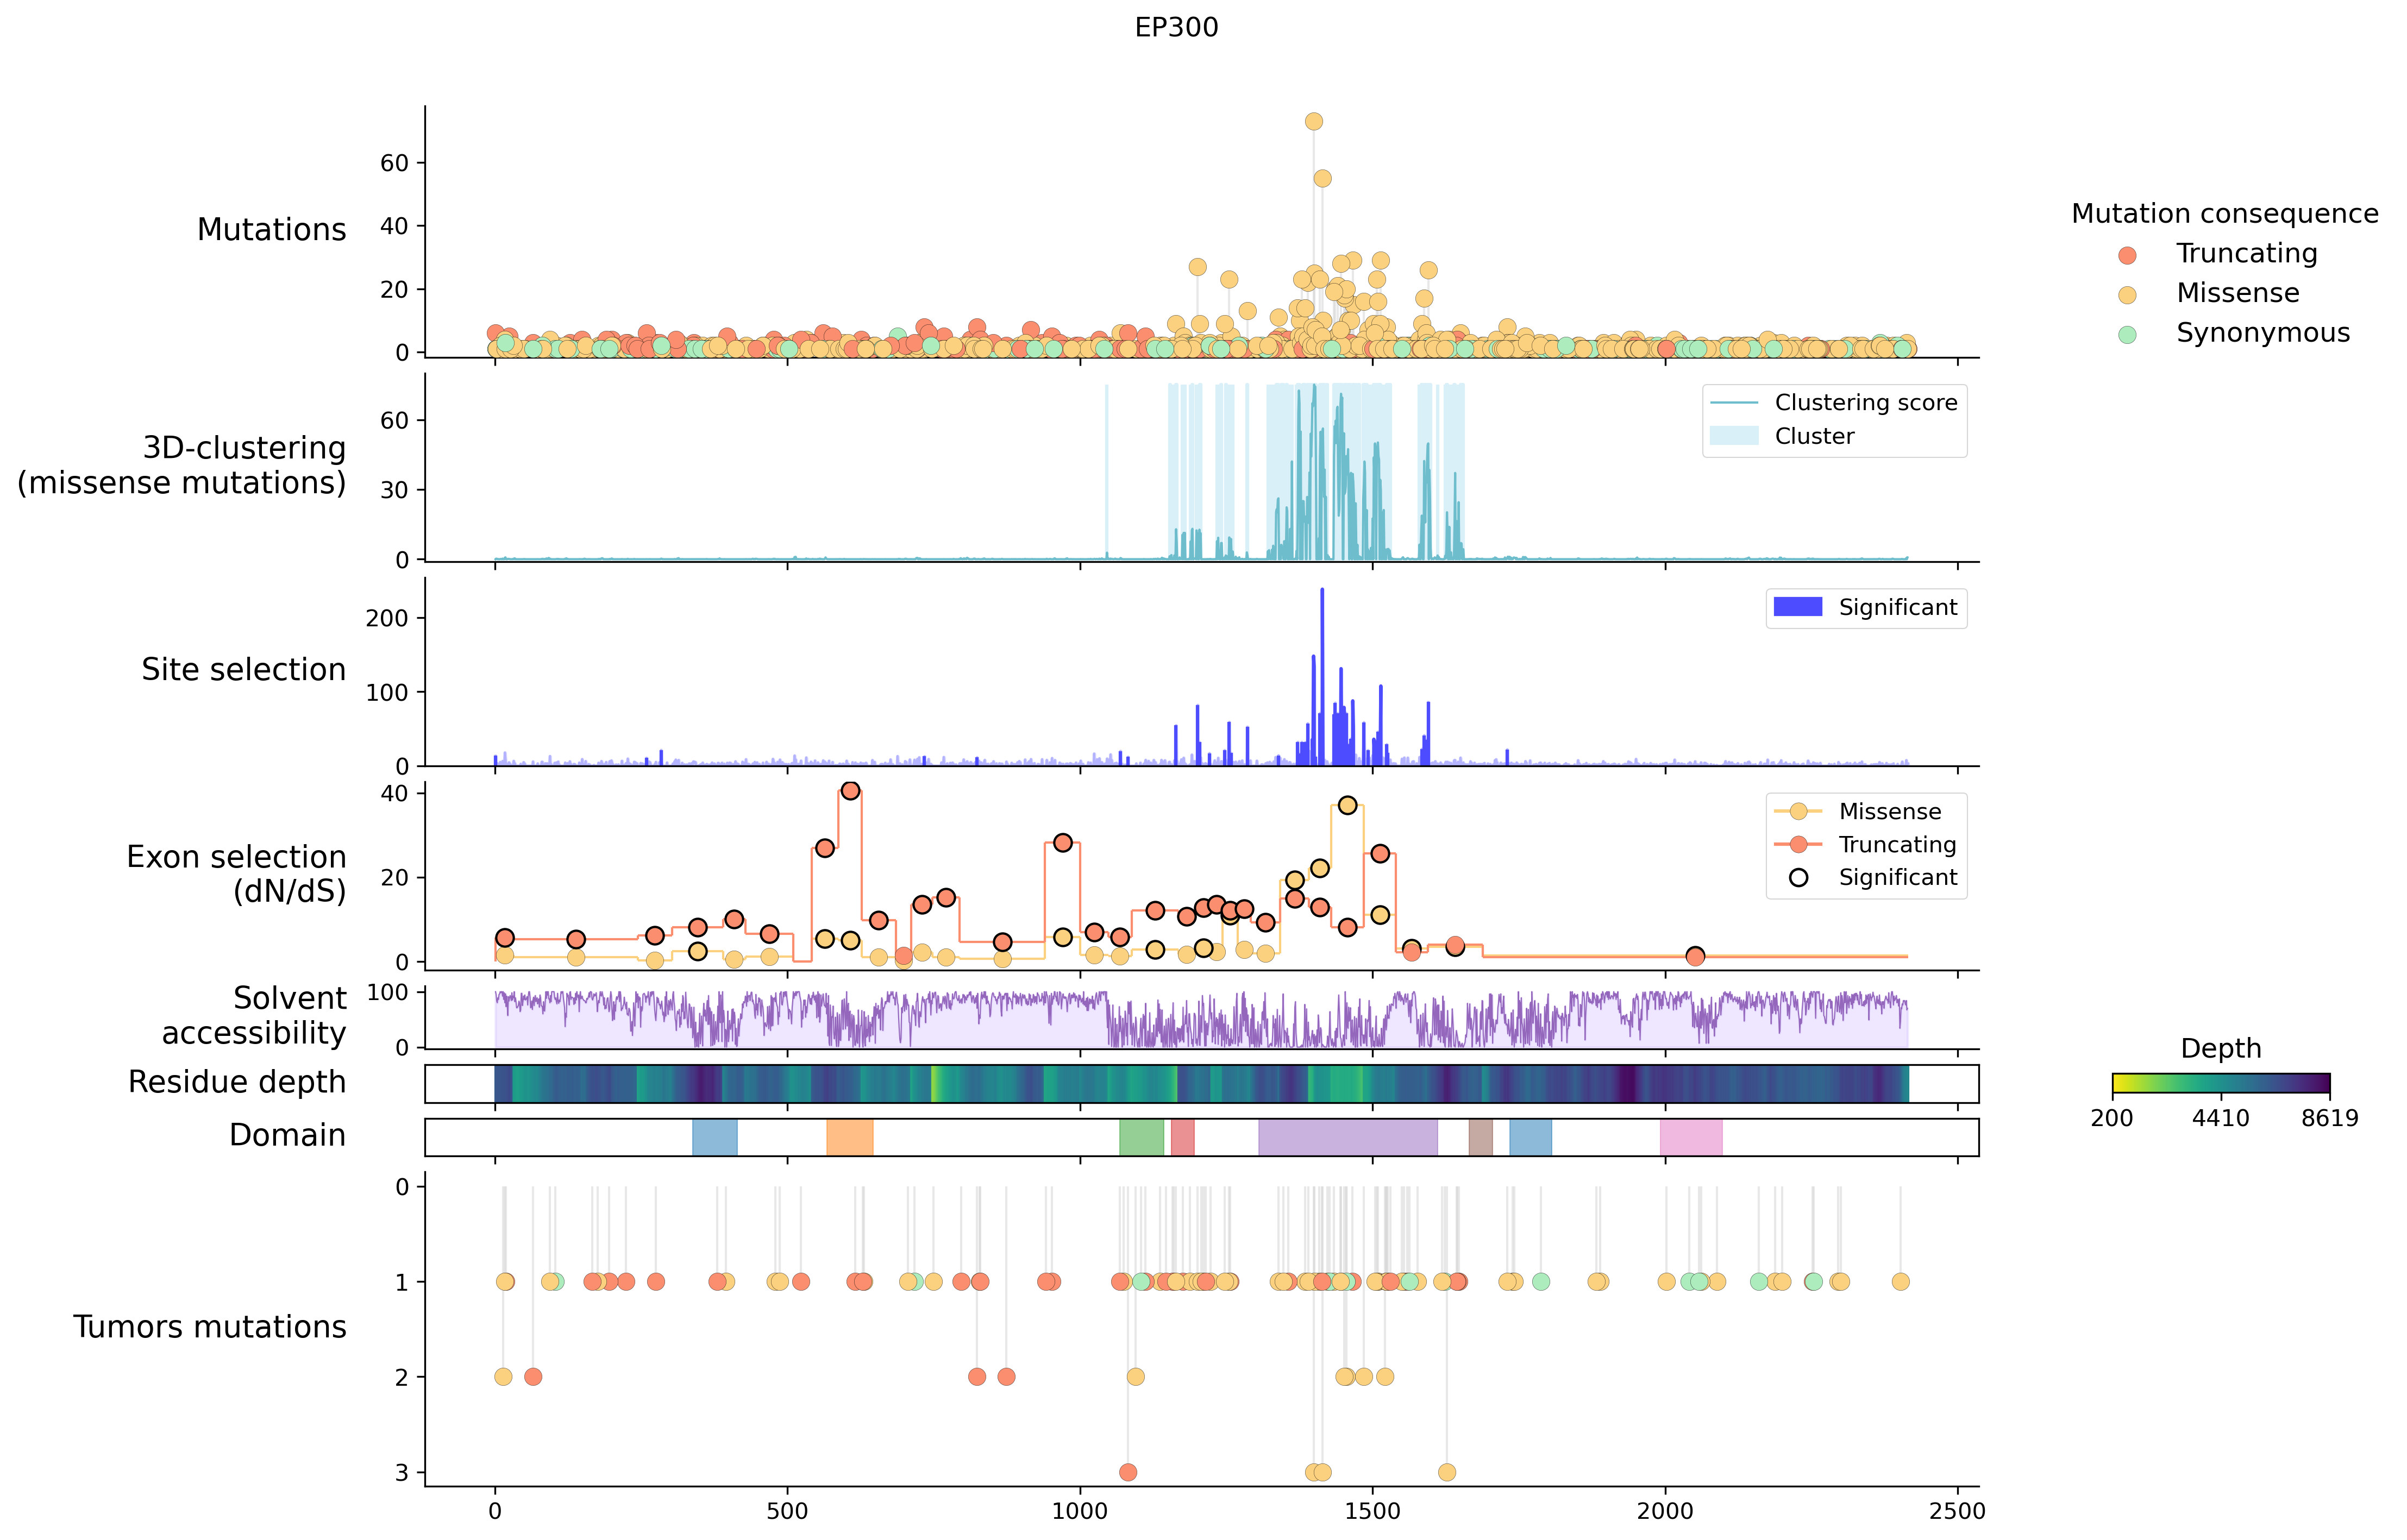 EP300
Mutations
60
40
20
0
Mutation consequence
Truncating
Missense
Synonymous
3D-clustering
(missense mutations)
60
30
0
Clustering score
Cluster
Site selection
200
100
0
Significant
Exon selection
(dN/dS)
40
20
0
Missense
Truncating
Significant
Solvent
accessibility
100
0
Residue depth
Depth
200 4410 8619
Domain
Tumors mutations
0
1
2
3
0 500 1000 1500 2000 2500